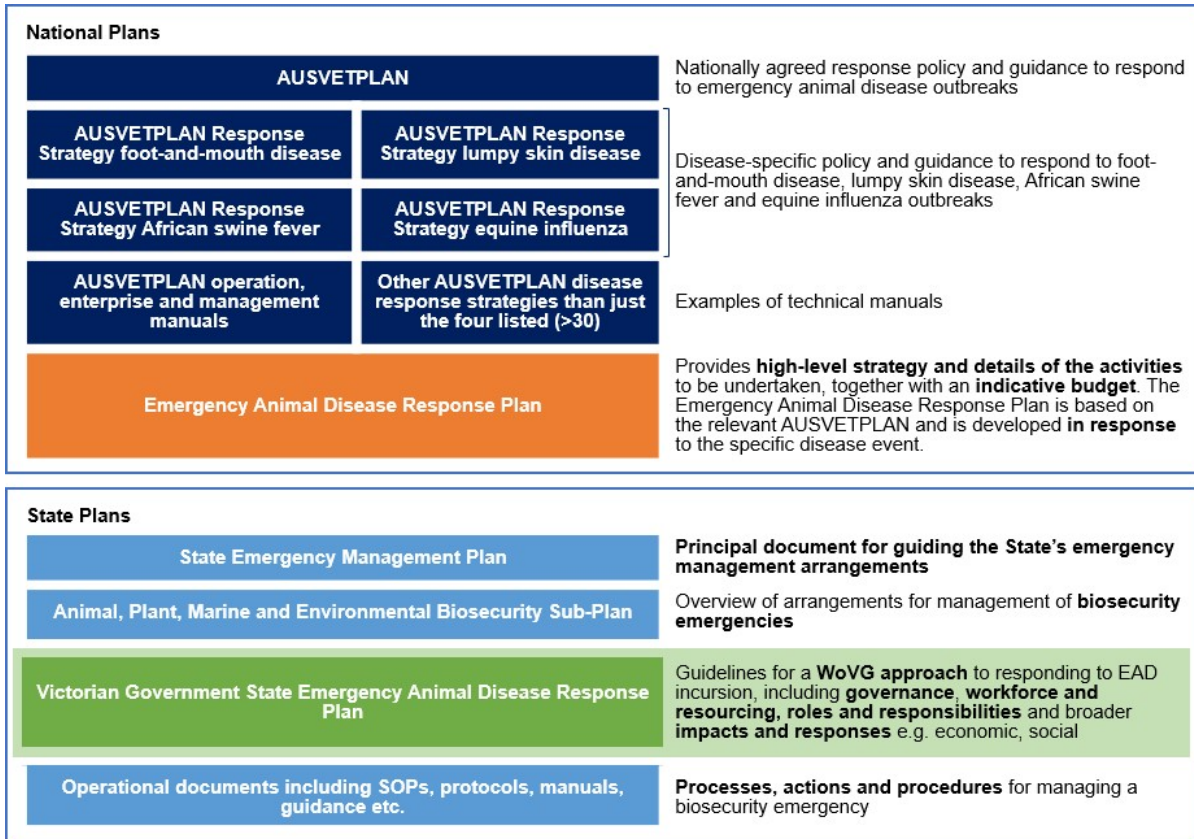 National Plans
AUSVETPLAN
Nationally agreed response policy and guidance to respond
to emergency animal disease outbreaks
AUSVETPLAN Response
Strategy foot-and-mouth disease
AUSVETPLAN Response
Strategy lumpy skin disease
AUSVETPLAN Response
Strategy African swine fever
AUSVETPLAN Response
Strategy equine influenza
Disease-specific policy and guidance to respond to foot-
and-mouth disease, lumpy skin disease, African swine
fever and equine influenza outbreaks
AUSVETPLAN operation,
enterprise and management
manuals
Other AUSVETPLAN disease
response strategies than just
the four listed (>30)
Examples of technical manuals
Emergency Animal Disease Response Plan
Provides high-level strategy and details of the activities
to be undertaken, together with an indicative budget. The
Emergency Animal Disease Response Plan is based on
the relevant AUSVETPLAN and is developed in response
to the specific disease event.
State Plans
State Emergency Management Plan
Principal document for guiding the State's emergency
management arrangements
Animal, Plant, Marine and Environmental Biosecurity Sub-Plan
Overview of arrangements for management of biosecurity
emergencies
Victorian Government State Emergency Animal Disease Response
Plan
Guidelines for a WoVG approach to responding to EAD
incursion, including governance, workforce and
resourcing, roles and responsibilities and broader
impacts and responses e.g. economic, social
Operational documents including SOPs, protocols, manuals,
guidance etc.
Processes, actions and procedures for managing a
biosecurity emergency